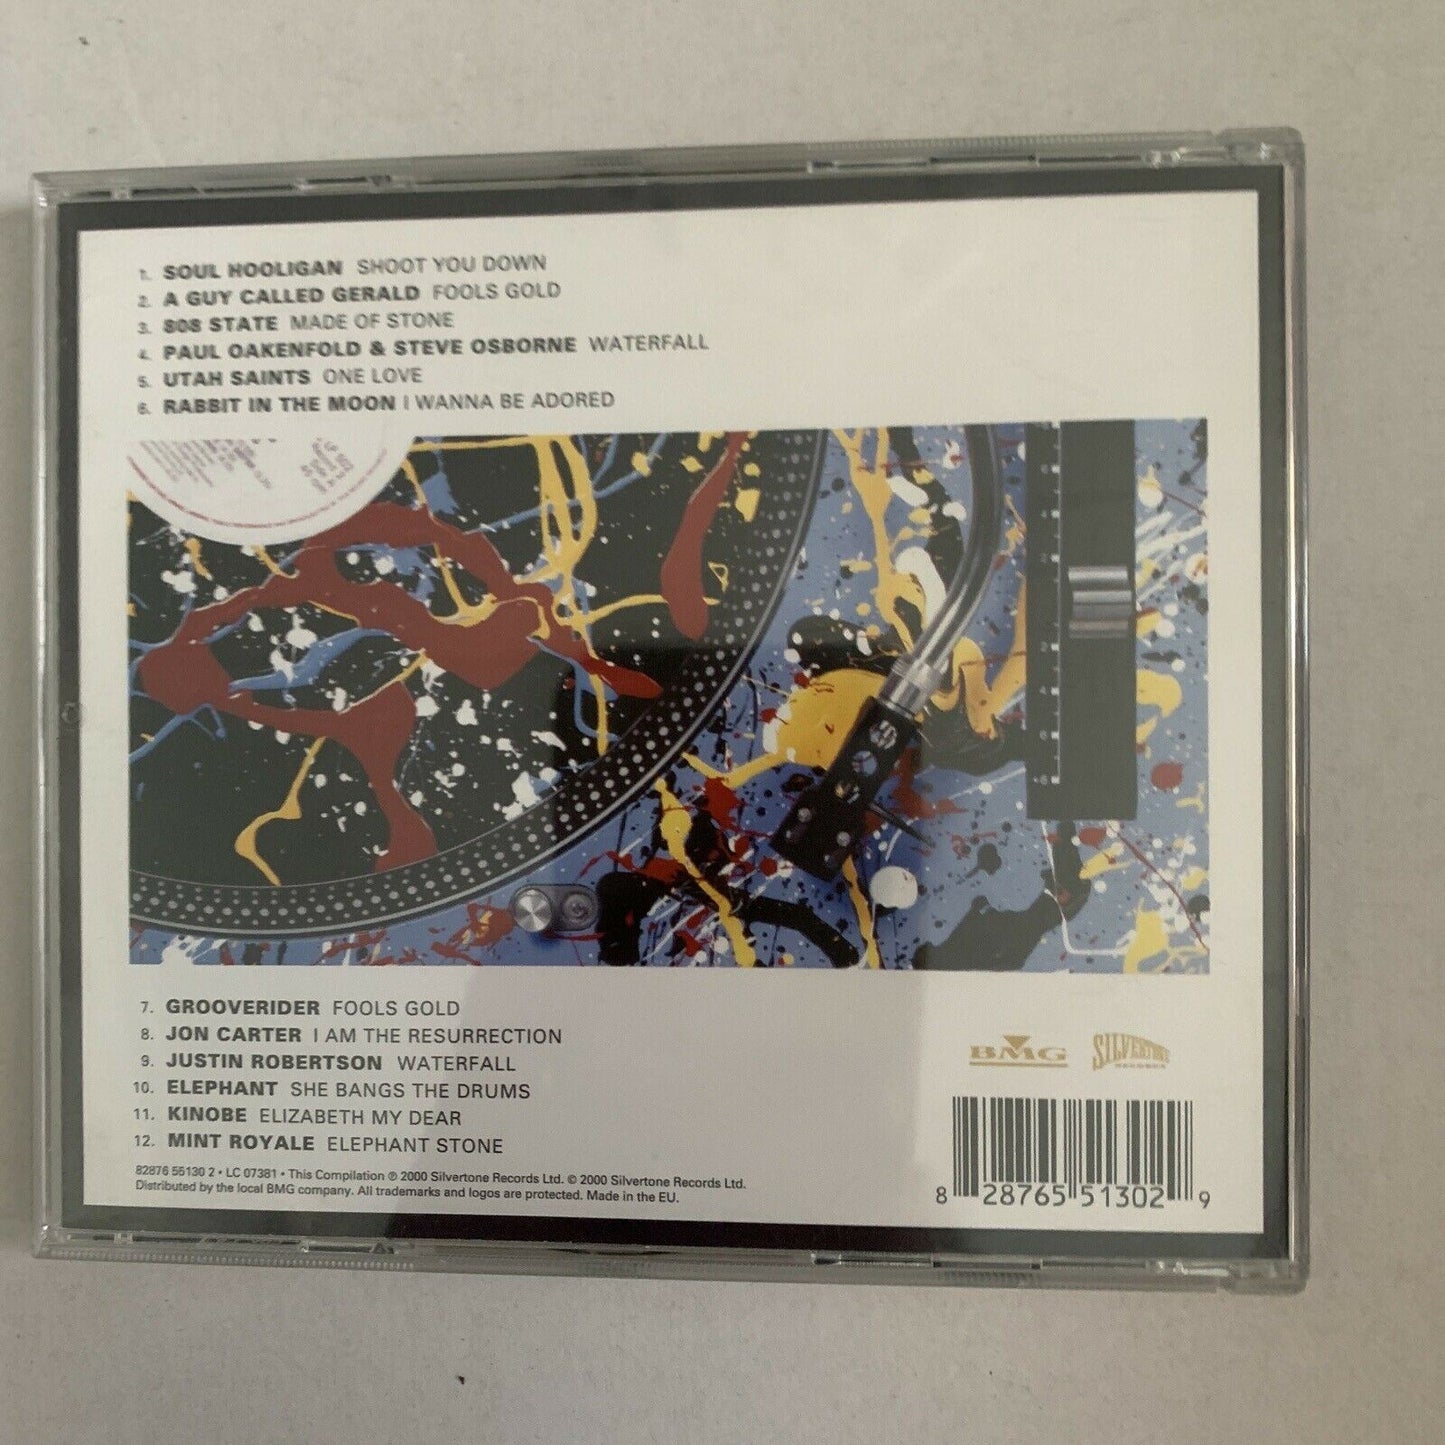 1. SOUL HOOLIGAN SHOOT YOU DOWN
2. A GUY CALLED GERALD FOOLS GOLD
3. 808 STATE MADE OF STONE
4. PAUL OAKENFOLD & STEVE OSBORNE WATERFALL
5. UTAH SAINTS ONE LOVE
6. RABBIT IN THE MOON I WANNA BE ADORED
2
4
6
7. GROOVERIDER FOOLS GOLD
8. JON CARTER I AM THE RESURRECTION
9. JUSTIN ROBERTSON WATERFALL
10. ELEPHANT SHE BANGS THE DRUMS
11. KINOBE ELIZABETH MY DEAR
12. MINT ROYALE ELEPHANT STONE
82876 55130 2 • LC 07381 • This Compilation ℗ 2000 Silvertone Records Ltd. © 2000 Silvertone Records Ltd.
Distributed by the local BMG company. All trademarks and logos are protected. Made in the EU.
BMG
SILVERTONE
RECORDS
8 28765 51302 9